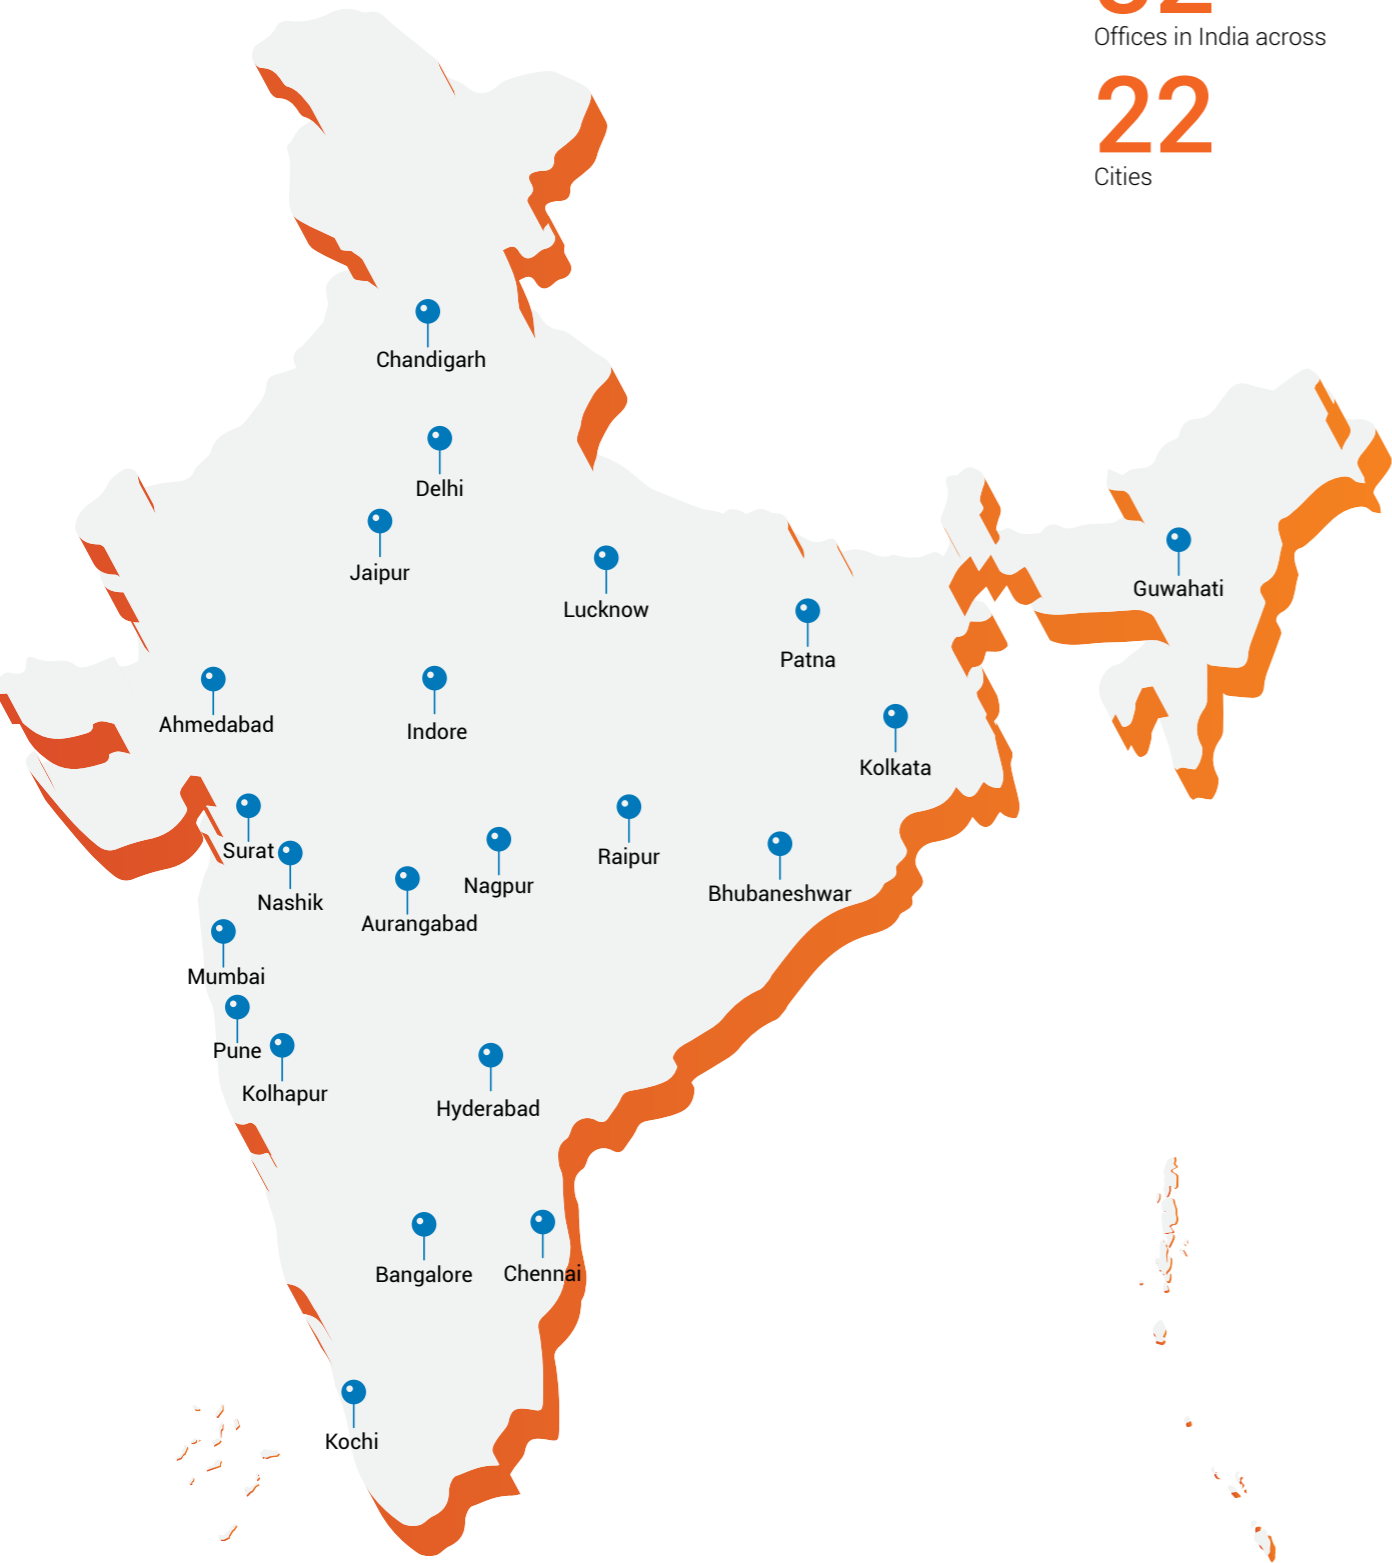 Offices in India across
22
Cities
Chandigarh
Delhi
Jaipur
Lucknow
Guwahati
Patna
Ahmedabad
Indore
Kolkata
Surat
Nashik
Aurangabad
Nagpur
Raipur
Bhubaneshwar
Mumbai
Pune
Kolhapur
Hyderabad
Bangalore
Chennai
Kochi